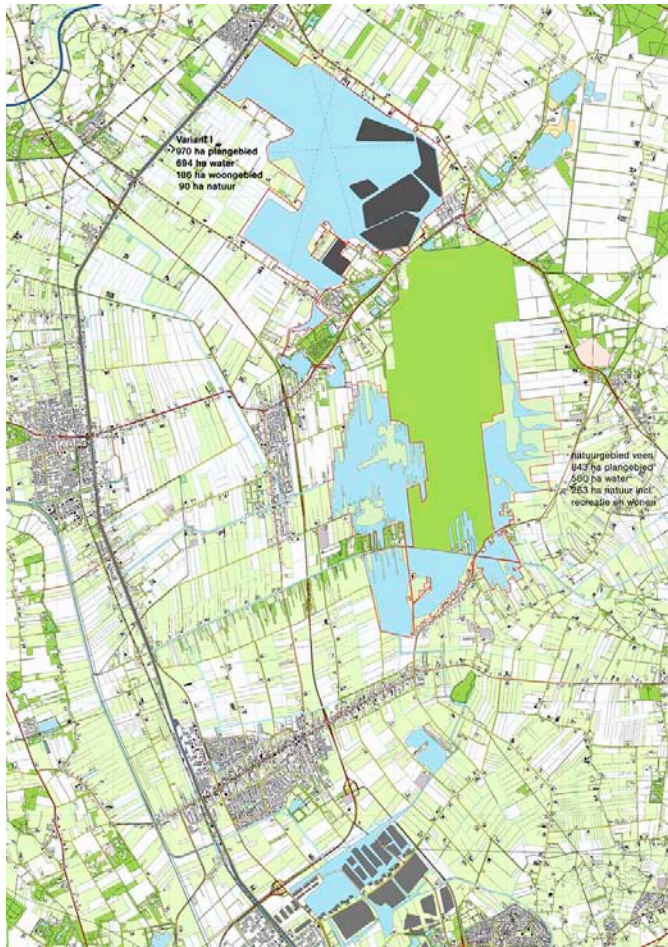 Variant I
970 ha plangebied
694 ha water
186 ha woongebied
90 ha natuur
natuurgebied veen
843 ha plangebied
580 ha water
263 ha natuur incl.
recreatie en wonen